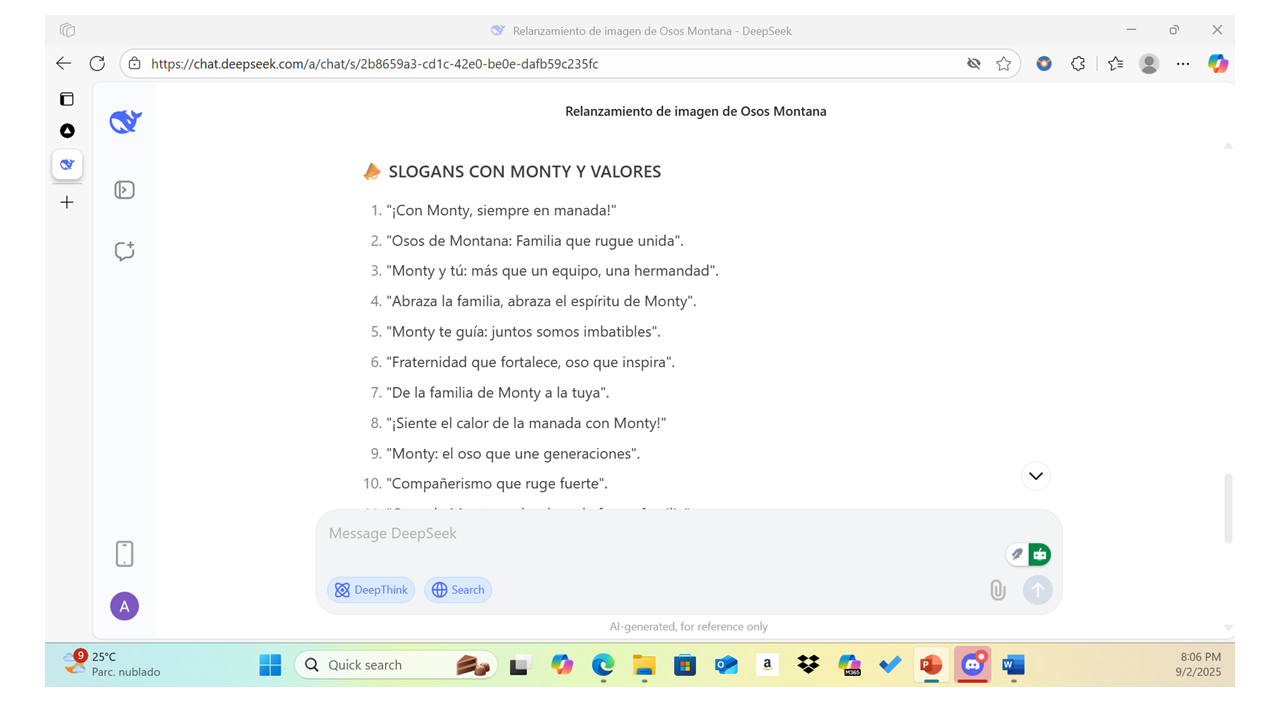 Relanzamiento de imagen de Osos Montana - DeepSeek
https://chat.deepseek.com/a/chat/s/2b8659a3-cd1c-42e0-be0e-dafb59c235fc
Relanzamiento de imagen de Osos Montana
SLOGANS CON MONTY Y VALORES
1. "¡Con Monty, siempre en manada!"
2. "Osos de Montana: Familia que rugue unida".
3. "Monty y tú: más que un equipo, una hermandad".
4. "Abraza la familia, abraza el espíritu de Monty".
5. "Monty te guía: juntos somos imbatibles".
6. "Fraternidad que fortalece, oso que inspira".
7. "De la familia de Monty a la tuya".
8. "¡Siente el calor de la manada con Monty!"
9. "Monty: el oso que une generaciones".
10. "Compañerismo que ruge fuerte".
Message DeepSeek
DeepThink
Search
A
AI-generated, for reference only
9
25°C
Parc. nublado
Quick search
a
M365
8:06 PM
9/2/2025